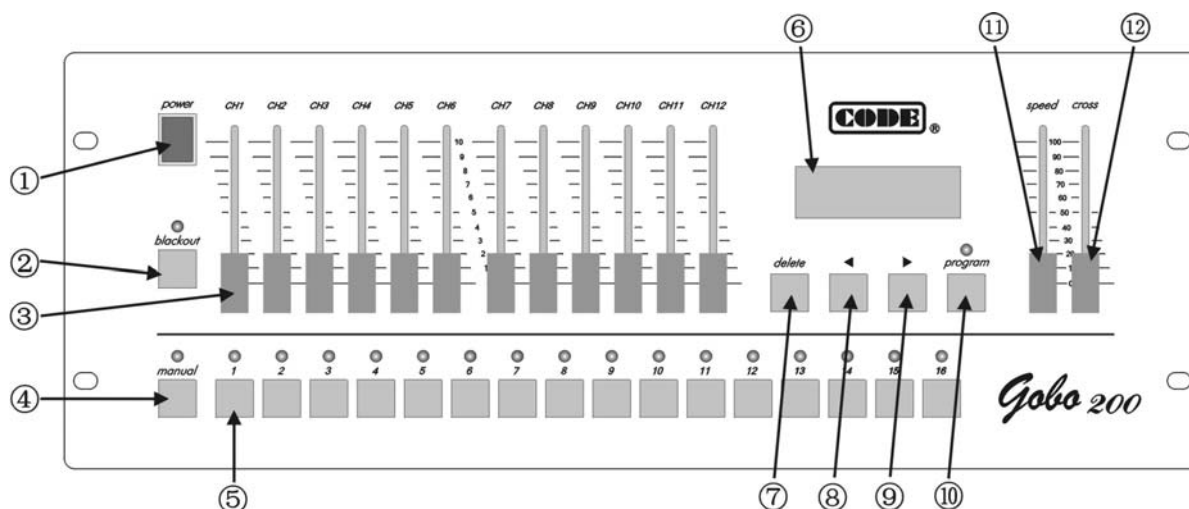 ⑥ ⑪ ⑫
power CH1 CH2 CH3 CH4 CH5 CH6 CH7 CH8 CH9 CH10 CH11 CH12 speed cross
CODE ®
10 100
9 90
8 80
7 70
6 60
5 50
4 40
3 30
2 20
1 10
0 0
①
blackout
②
③
delete ◄ ► program
manual 1 2 3 4 5 6 7 8 9 10 11 12 13 14 15 16
④
Gobo 200
⑤ ⑦ ⑧ ⑨ ⑩